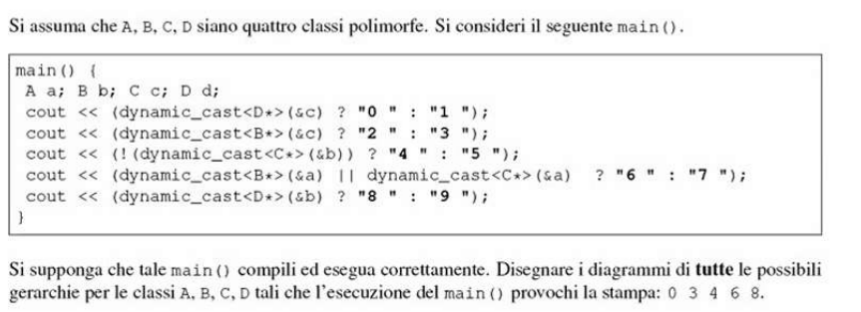 Si assuma che A, B, C, D siano quattro classi polimorfe. Si consideri il seguente main().
main() {
A a; B b; C c; D d;
cout << (dynamic_cast<D*>(&c) ? "0 " : "1 ");
cout << (dynamic_cast<B*>(&c) ? "2 " : "3 ");
cout << (!(dynamic_cast<C*>(&b)) ? "4 " : "5 ");
cout << (dynamic_cast<B*>(&a) || dynamic_cast<C*>(&a) ? "6 " : "7 ");
cout << (dynamic_cast<D*>(&b) ? "8 " : "9 ");
}
Si supponga che tale main() compili ed esegua correttamente. Disegnare i diagrammi di tutte le possibili
gerarchie per le classi A, B, C, D tali che l'esecuzione del main() provochi la stampa: 0 3 4 6 8.